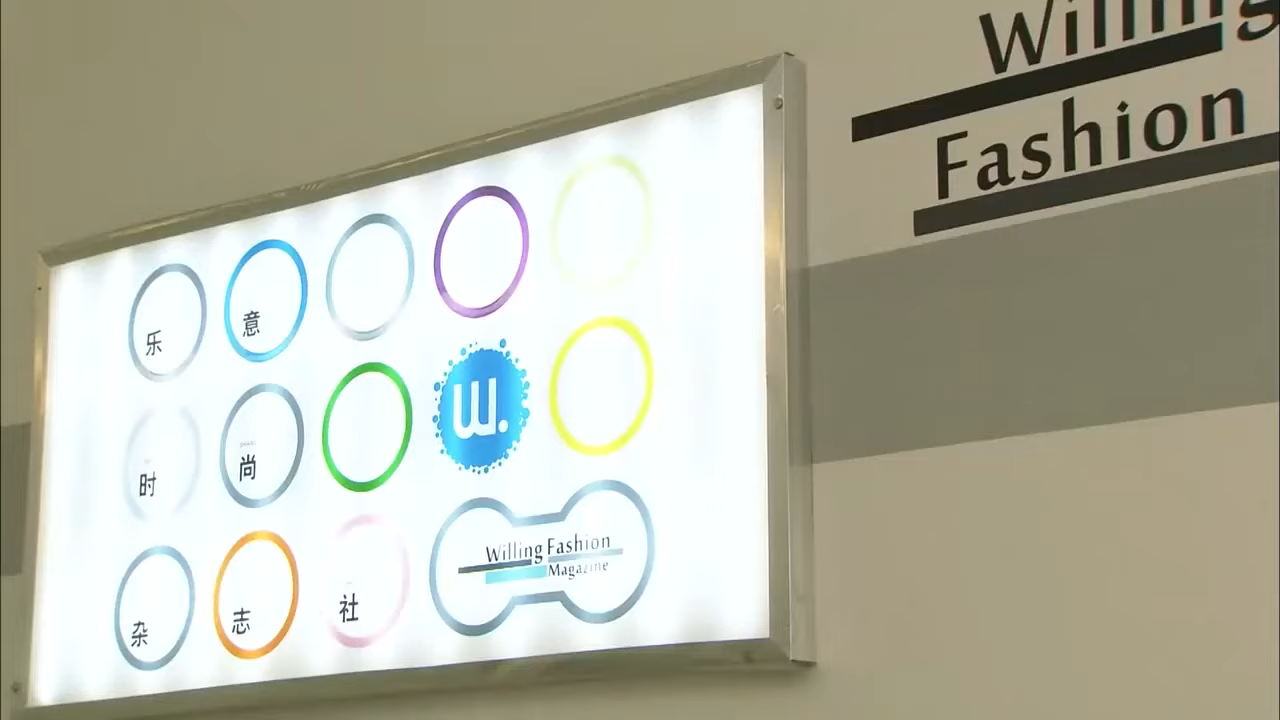 Willing
Fashion
乐 意
W.
时 尚
Willing Fashion
Magazine
杂 志 社